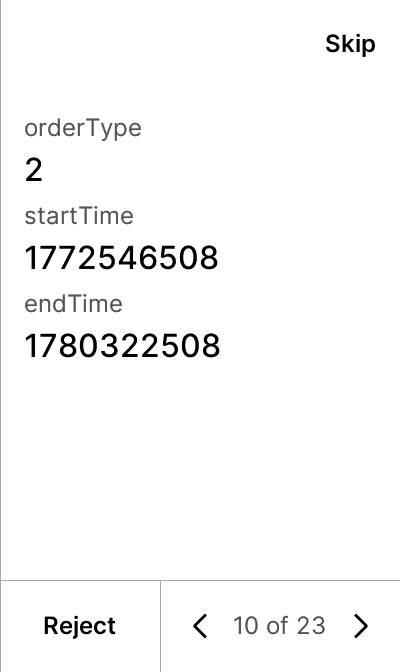 Skip
orderType
2
startTime
1772546508
endTime
1780322508
Reject
10 of 23